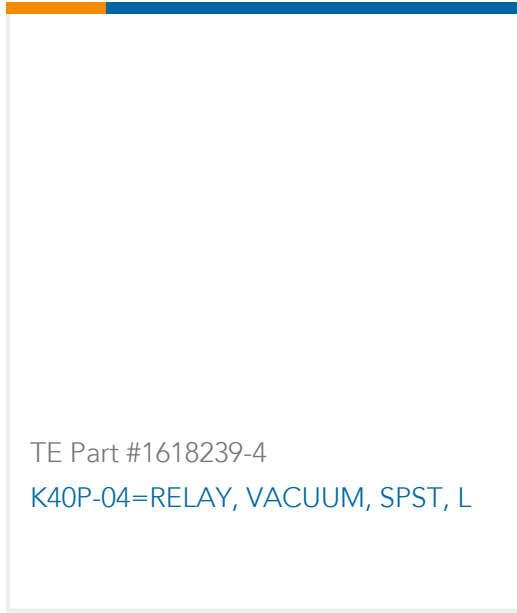 TE Part #1618239-4
K40P-04=RELAY, VACUUM, SPST, L